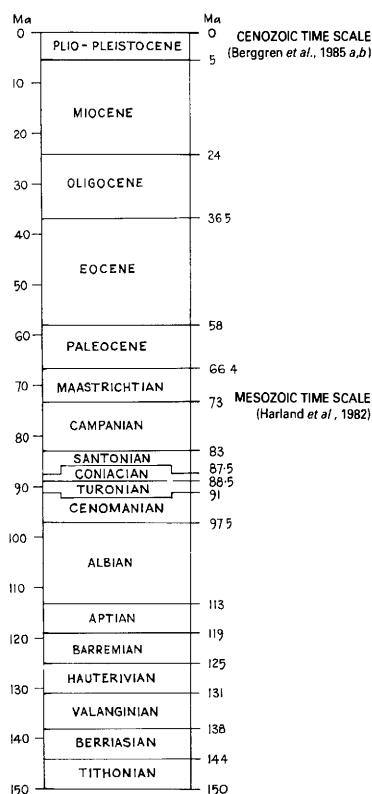 Ma
Ma
0
PLIO-PLEISTOCENE
0
CENOZOIC TIME SCALE
(Berggren et al., 1985 a,b)
5
10
MIOCENE
20
24
30
OLIGOCENE
36 5
40
EOCENE
50
58
60
PALEOCENE
66 4
70
MAASTRICHTIAN
73
MESOZOIC TIME SCALE
(Harland et al , 1982)
CAMPANIAN
80
83
SANTONIAN
87·5
CONIACIAN
88·5
90
TURONIAN
91
CENOMANIAN
97 5
100
ALBIAN
110
113
APTIAN
119
120
BARREMIAN
125
HAUTERIVIAN
130
131
VALANGINIAN
138
140
BERRIASIAN
144
TITHONIAN
150
150